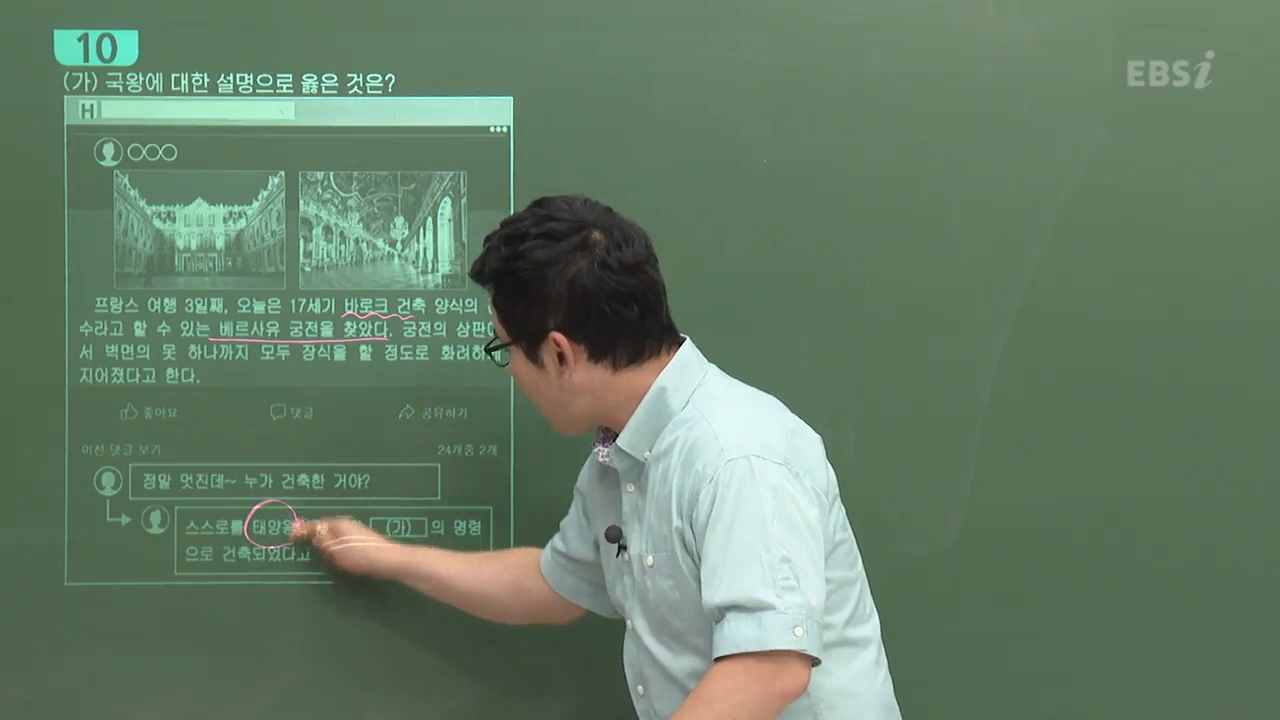 10
EBSi
(가) 국왕에 대한 설명으로 옳은 것은?
H
○○○
프랑스 여행 3일째, 오늘은 17세기 바로크 건축 양식의
수라고 할 수 있는 베르사유 궁전을 찾았다. 궁전의 상판에
서 벽면의 못 하나까지 모두 장식을 할 정도로 화려하
지어졌다고 한다.
좋아요 댓글 공유하기
이전 댓글 보기 24개중 2개
정말 멋진데~ 누가 건축한 거야?
스스로를 태양왕 (가) 의 명령
으로 건축되었다고